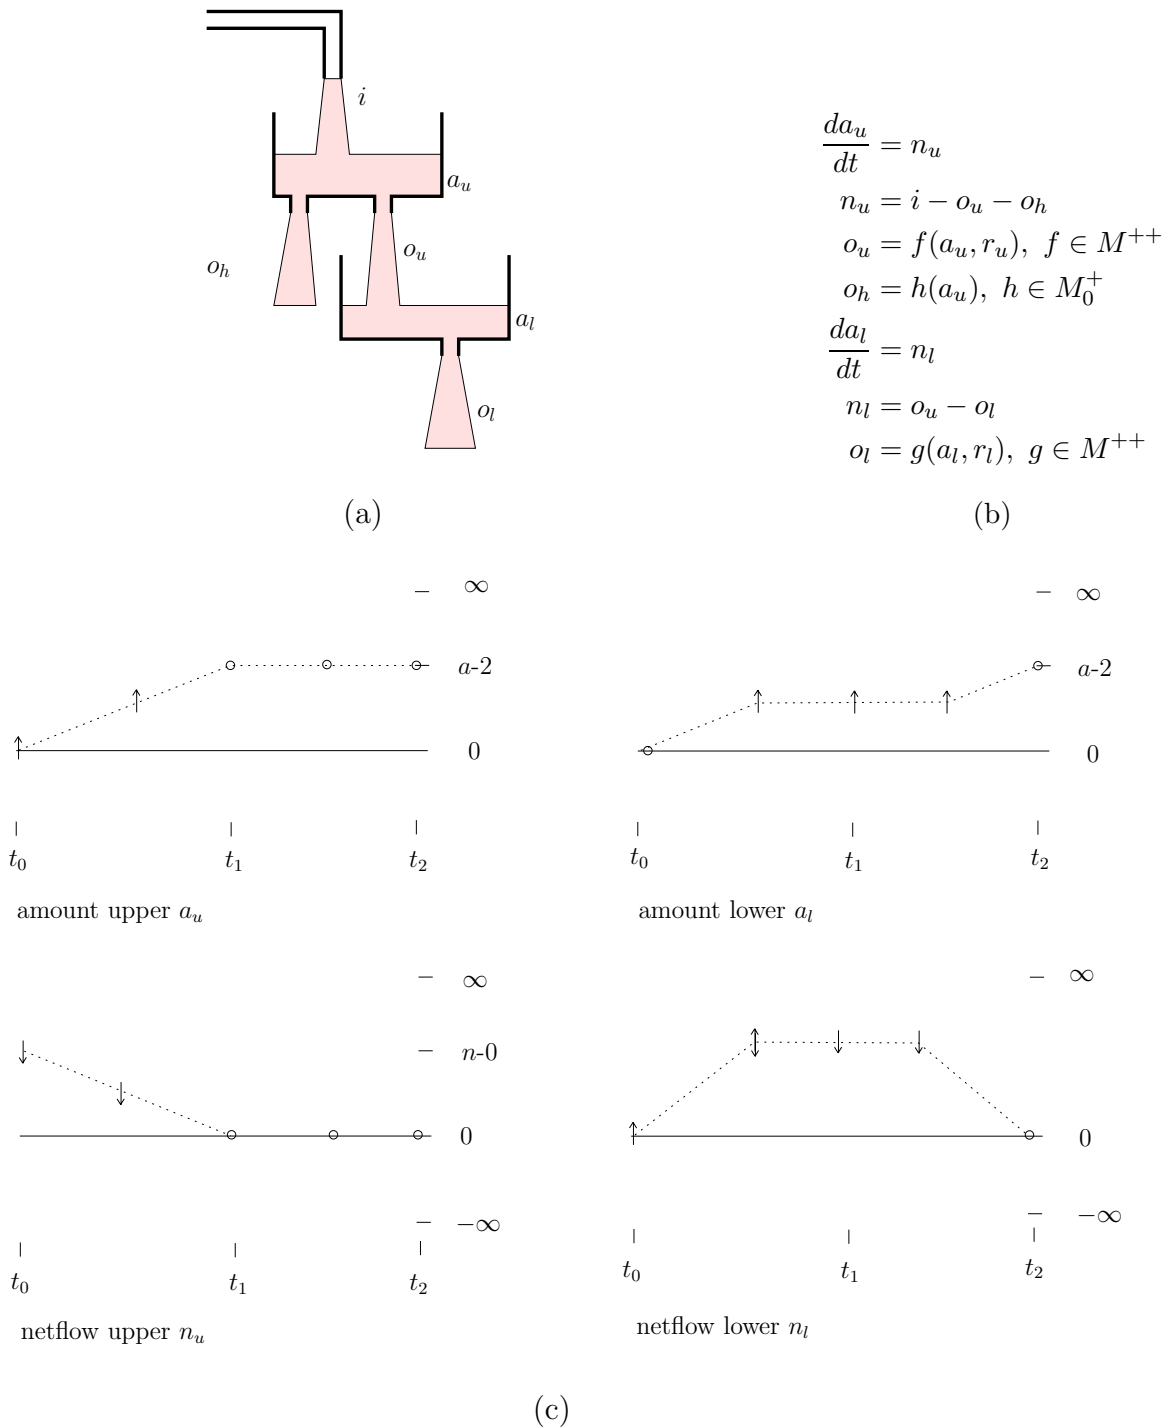 i
a_u
o_h
o_u
a_l
o_l
(a)
da_u/dt = n_u
n_u = i − o_u − o_h
o_u = f(a_u, r_u), f ∈ M^{++}
o_h = h(a_u), h ∈ M_0^+
da_l/dt = n_l
n_l = o_u − o_l
o_l = g(a_l, r_l), g ∈ M^{++}
(b)
∞
a-2
0
t_0 t_1 t_2
amount upper a_u
∞
a-2
0
t_0 t_1 t_2
amount lower a_l
∞
n-0
0
−∞
t_0 t_1 t_2
netflow upper n_u
∞
0
−∞
t_0 t_1 t_2
netflow lower n_l
(c)